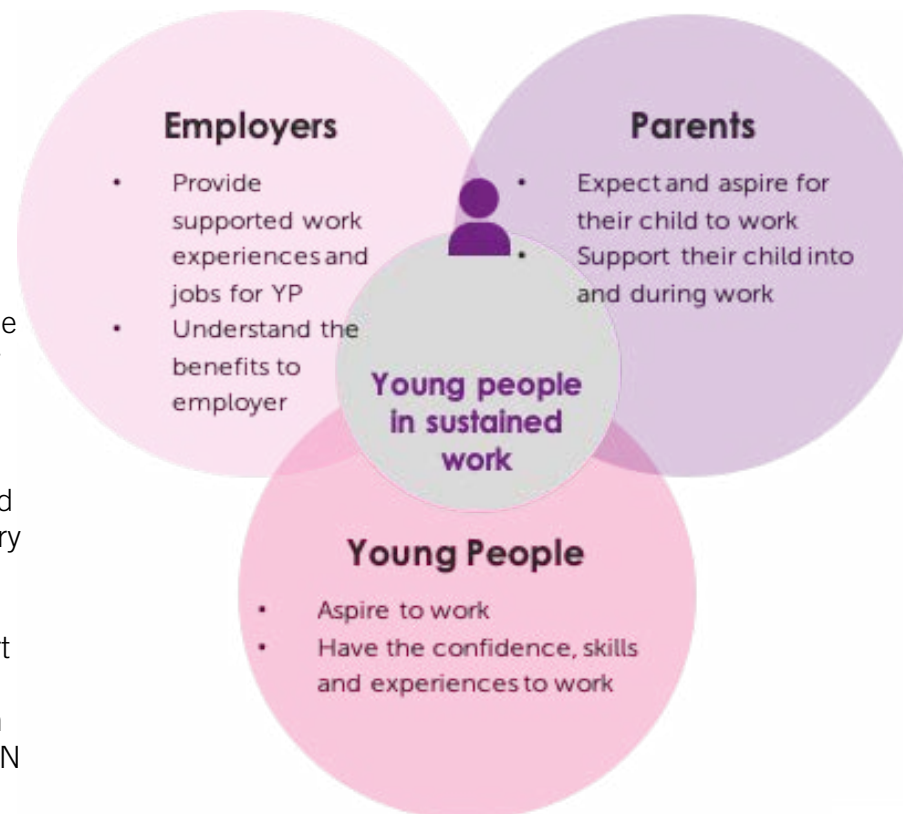 Employers
• Provide
supported work
experiences and
jobs for YP
• Understand the
benefits to
employer
Parents
• Expect and aspire for
their child to work
• Support their child into
and during work
Young people
in sustained
work
Young People
• Aspire to work
• Have the confidence, skills
and experiences to work